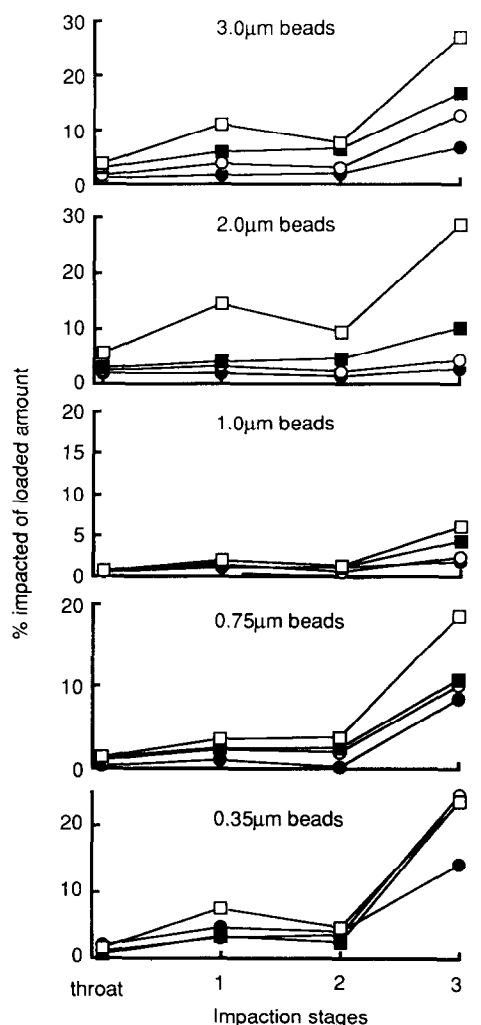 30
3.0µm beads
20
10
0
30
2.0µm beads
20
10
0
% impacted of loaded amount
20
1.0µm beads
15
10
5
0
20
0.75µm beads
10
0
20
0.35µm beads
10
0
throat 1 2 3
Impaction stages